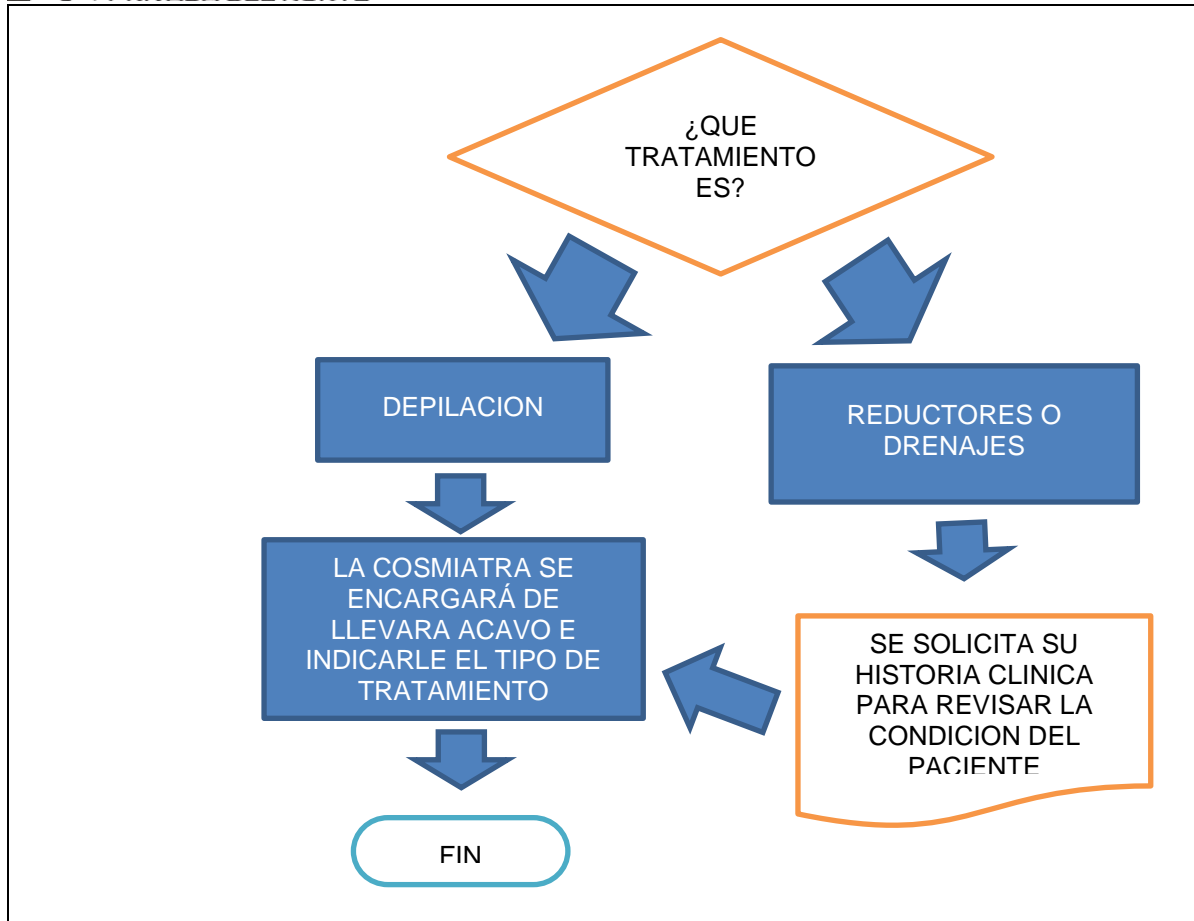 ¿QUE
TRATAMIENTO
ES?
DEPILACION
REDUCTORES O
DRENAJES
LA COSMIATRA SE
ENCARGARÁ DE
LLEVARA ACAVO E
INDICARLE EL TIPO DE
TRATAMIENTO
SE SOLICITA SU
HISTORIA CLINICA
PARA REVISAR LA
CONDICION DEL
PACIENTE
FIN